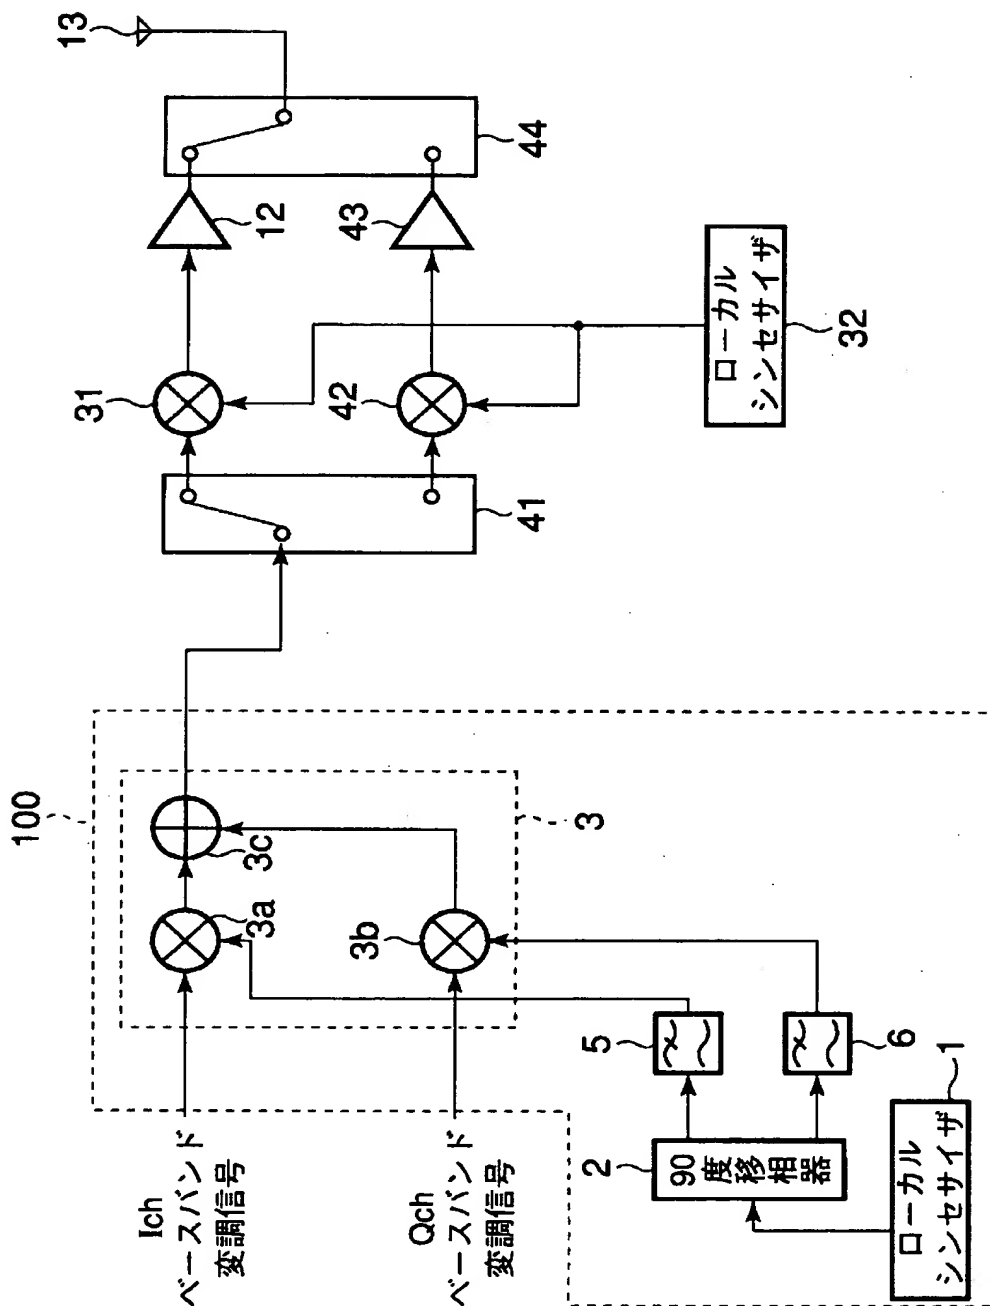 Ich
ベースバンド
変調信号
Qch
ベースバンド
変調信号
100
3a
3c
3b
3
5
6
2
90
度
移
相
器
1
ローカル
シンセサイザ
41
31
42
12
43
44
13
32
ローカル
シンセサイザ